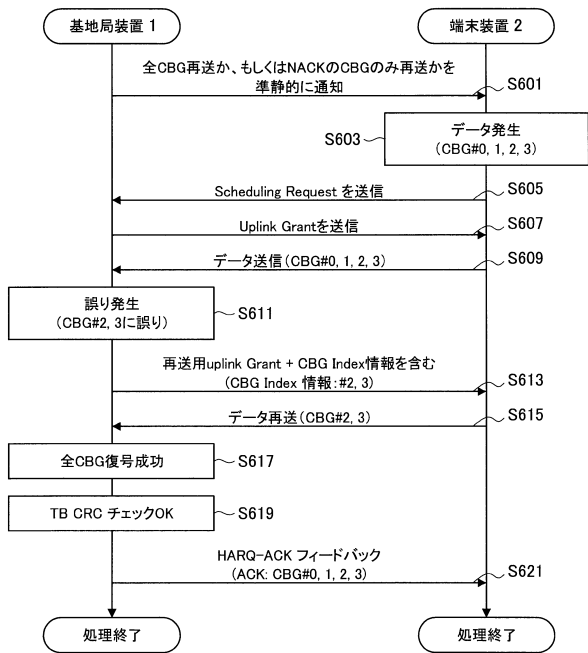 基地局装置 1
端末装置 2
全CBG再送か、もしくはNACKのCBGのみ再送かを
準静的に通知
S601
データ発生
(CBG#0, 1, 2, 3)
S603
Scheduling Request を送信
S605
Uplink Grantを送信
S607
データ送信(CBG#0, 1, 2, 3)
S609
誤り発生
(CBG#2, 3に誤り)
S611
再送用uplink Grant + CBG Index情報を含む
(CBG Index 情報:#2, 3)
S613
データ再送(CBG#2, 3)
S615
全CBG復号成功
S617
TB CRC チェックOK
S619
HARQ-ACK フィードバック
(ACK: CBG#0, 1, 2, 3)
S621
処理終了
処理終了